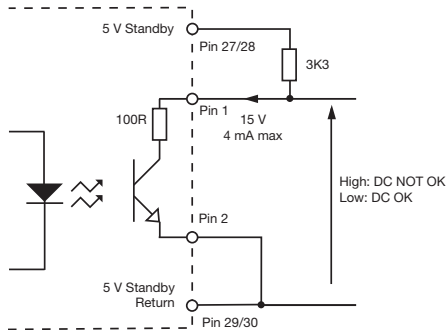 5 V Standby
Pin 27/28
3K3
100R
Pin 1
15 V
4 mA max
High: DC NOT OK
Low: DC OK
Pin 2
5 V Standby
Return
Pin 29/30